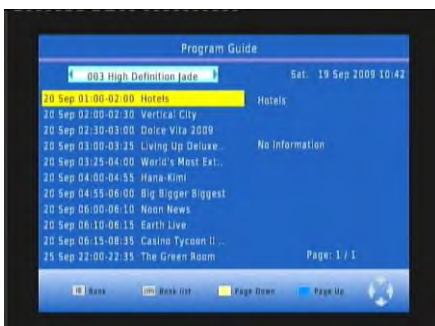 Program Guide
003 High Definition Jade
Sat. 19 Sep 2009 10:42
20 Sep 01:00-02:00 Hotels
Hotels
20 Sep 02:00-02:30 Vertical City
20 Sep 02:30-03:00 Dolce Vita 2009
20 Sep 03:00-03:25 Living Up Deluxe..
No Information
20 Sep 03:25-04:00 World's Most Ext..
20 Sep 04:00-04:55 Hana-Kimi
20 Sep 04:55-06:00 Big Bigger Biggest
20 Sep 06:00-06:10 Noon News
20 Sep 06:10-06:15 Earth Live
20 Sep 06:15-08:35 Casino Tycoon II ..
25 Sep 22:00-22:35 The Green Room
Page: 1 / 1
Book
Book list
Page Down
Page Up